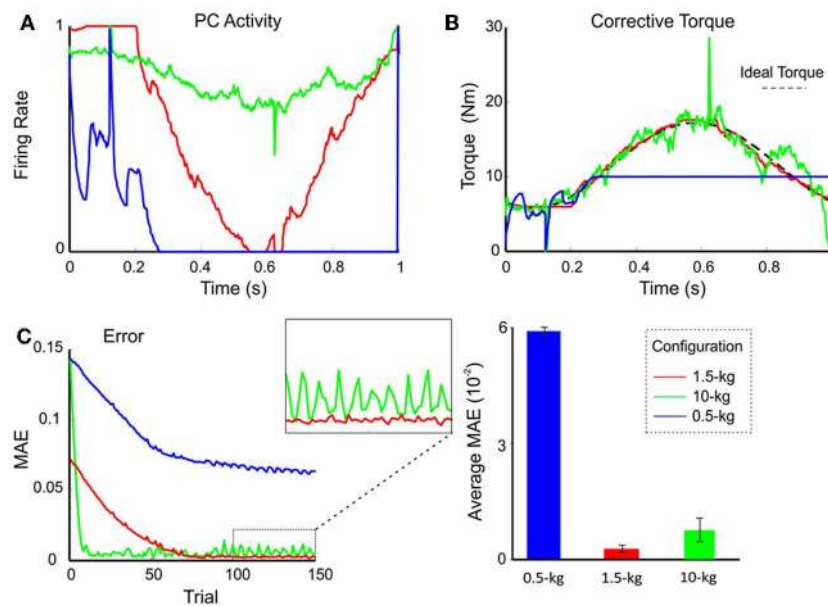 A PC Activity
1
Firing Rate
0
0 0.2 0.4 0.6 0.8 1
Time (s)
B Corrective Torque
30
20
10
0
Torque (Nm)
Ideal Torque
0 0.2 0.4 0.6 0.8
Time (s)
C Error
0.15
0.1
0.05
0
MAE
0 50 100 150
Trial
6
3
0
Average MAE (10⁻²)
Configuration
1.5-kg
10-kg
0.5-kg
0.5-kg 1.5-kg 10-kg